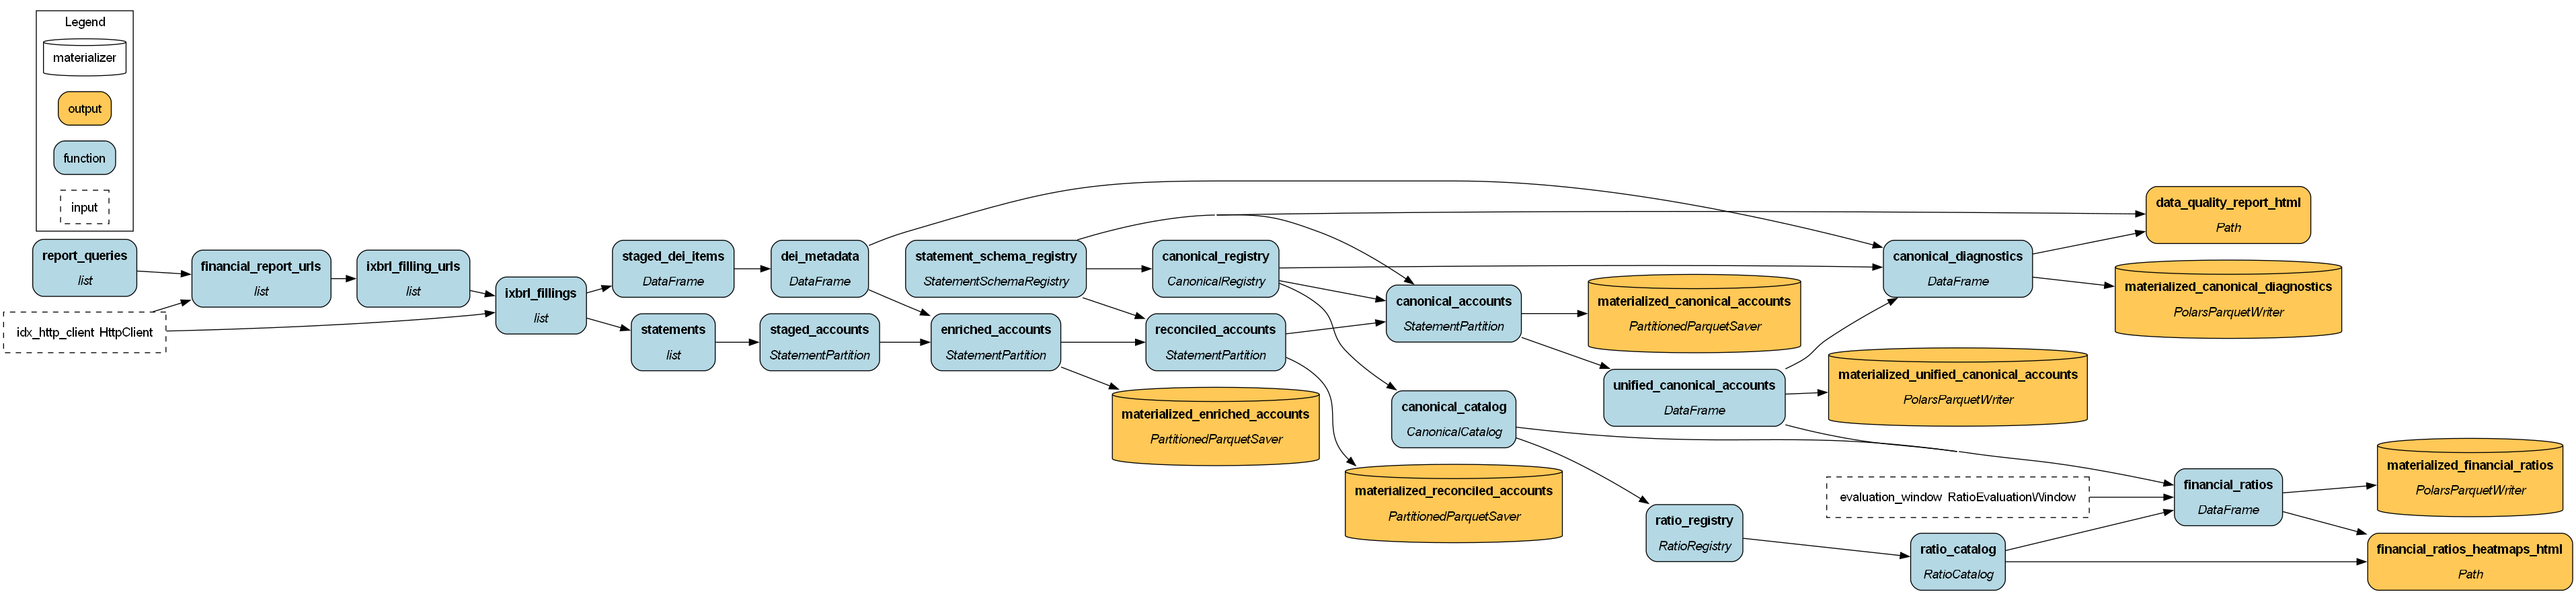 Legend
materializer
output
function
input
report_queries
list
idx_http_client HttpClient
financial_report_urls
list
ixbrl_filling_urls
list
ixbrl_fillings
list
staged_dei_items
DataFrame
statements
list
dei_metadata
DataFrame
staged_accounts
StatementPartition
statement_schema_registry
StatementSchemaRegistry
enriched_accounts
StatementPartition
canonical_registry
CanonicalRegistry
reconciled_accounts
StatementPartition
materialized_enriched_accounts
PartitionedParquetSaver
canonical_accounts
StatementPartition
canonical_catalog
CanonicalCatalog
materialized_reconciled_accounts
PartitionedParquetSaver
materialized_canonical_accounts
PartitionedParquetSaver
unified_canonical_accounts
DataFrame
ratio_registry
RatioRegistry
canonical_diagnostics
DataFrame
materialized_unified_canonical_accounts
PolarsParquetWriter
evaluation_window RatioEvaluationWindow
ratio_catalog
RatioCatalog
data_quality_report_html
Path
materialized_canonical_diagnostics
PolarsParquetWriter
financial_ratios
DataFrame
materialized_financial_ratios
PolarsParquetWriter
financial_ratios_heatmaps_html
Path